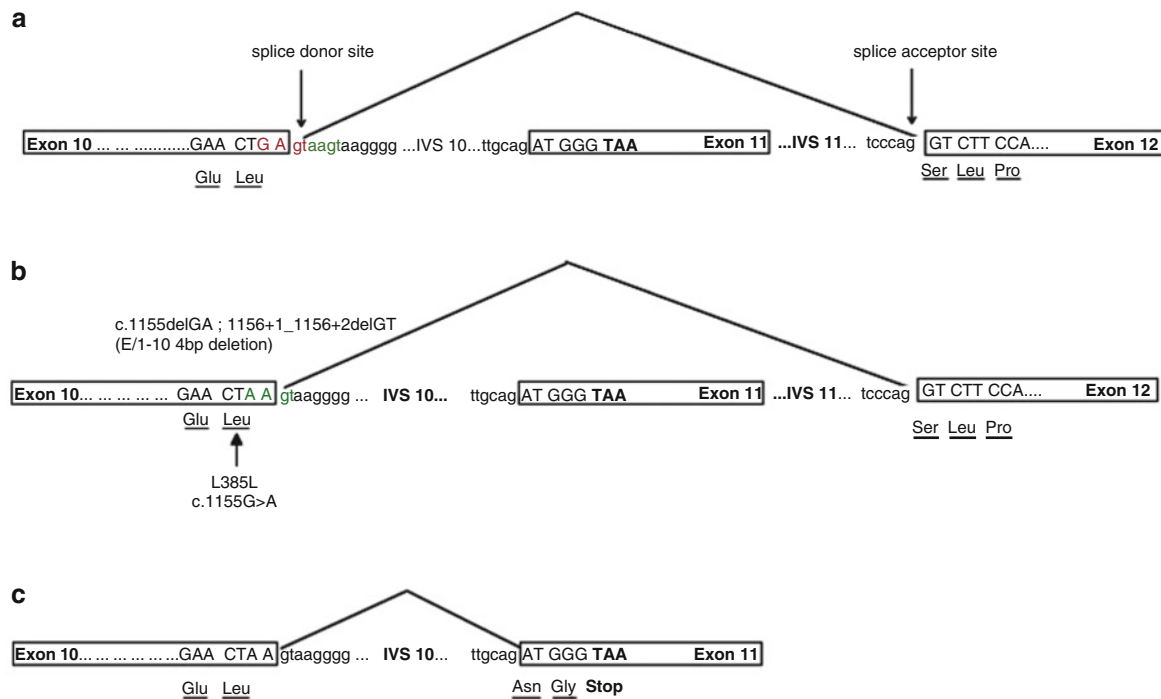 a
splice donor site
splice acceptor site
Exon 10 ... ... ............GAA CTG A gtaagtaagggg ...IVS 10...ttgcag AT GGG TAA Exon 11 ...IVS 11... tcccag GT CTT CCA.... Exon 12
Glu Leu Ser Leu Pro
b
c.1155delGA ; 1156+1_1156+2delGT
(E/1-10 4bp deletion)
Exon 10... ... ... ... ... GAA CTA A gtaagggg ... IVS 10... ttgcag AT GGG TAA Exon 11 ...IVS 11... tcccag GT CTT CCA.... Exon 12
Glu Leu Ser Leu Pro
L385L
c.1155G>A
c
Exon 10... ... ... ... ...GAA CTA A gtaagggg ... IVS 10... ttgcag AT GGG TAA Exon 11
Glu Leu Asn Gly Stop